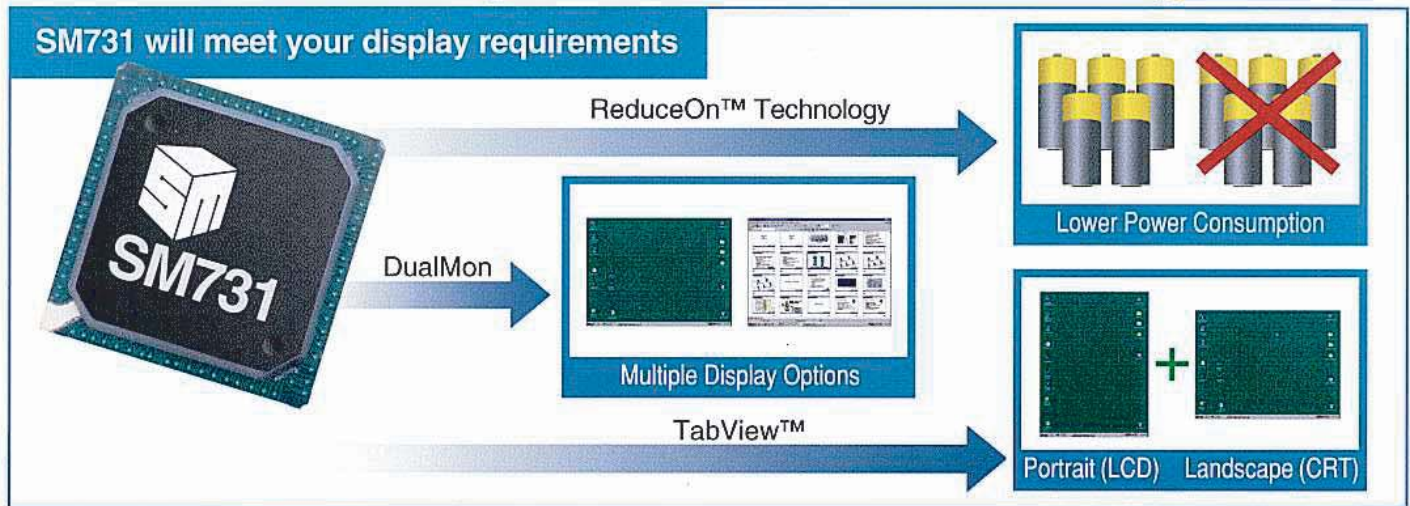 SM731 will meet your display requirements
ReduceOn™ Technology
Lower Power Consumption
SM
SM731
DualMon
Multiple Display Options
TabView™
Portrait (LCD)
Landscape (CRT)